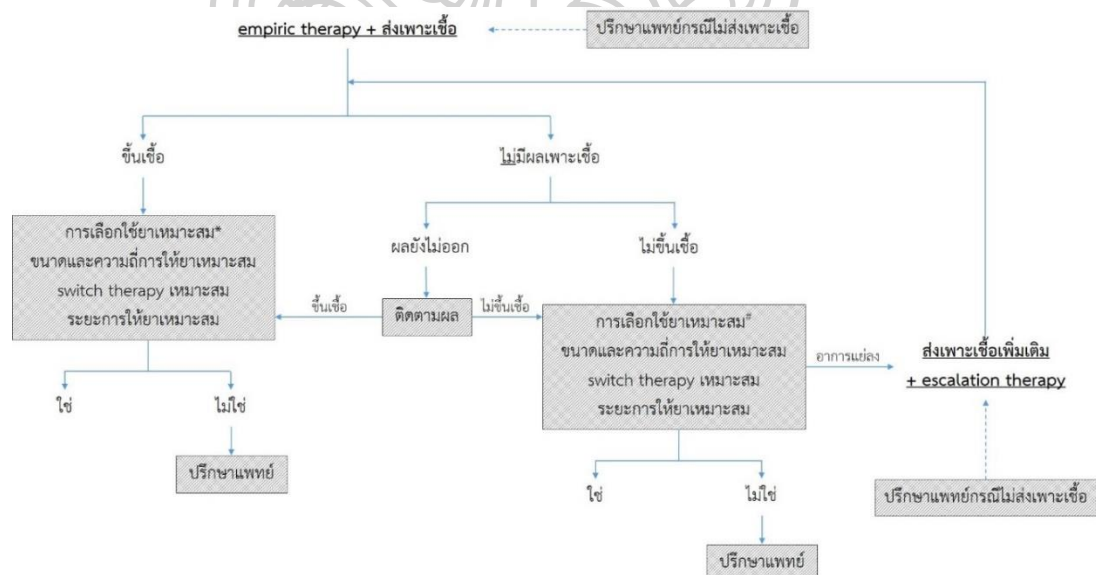 empiric therapy + ส่งเพาะเชื้อ
ปรึกษาแพทย์กรณีไม่ส่งเพาะเชื้อ
ขึ้นเชื้อ
ไม่มีผลเพาะเชื้อ
การเลือกใช้ยาเหมาะสม*
ขนาดและความถี่การให้ยาเหมาะสม
switch therapy เหมาะสม
ระยะการให้ยาเหมาะสม
ผลยังไม่ออก
ไม่ขึ้นเชื้อ
ขึ้นเชื้อ
ติดตามผล
ไม่ขึ้นเชื้อ
การเลือกใช้ยาเหมาะสม#
ขนาดและความถี่การให้ยาเหมาะสม
switch therapy เหมาะสม
ระยะการให้ยาเหมาะสม
อาการแย่ลง
ส่งเพาะเชื้อเพิ่มเติม
+ escalation therapy
ใช่
ไม่ใช่
ปรึกษาแพทย์
ใช่
ไม่ใช่
ปรึกษาแพทย์กรณีไม่ส่งเพาะเชื้อ
ปรึกษาแพทย์